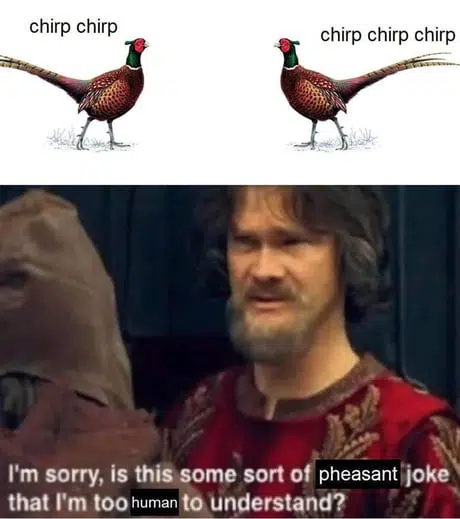 chirp chirp
chirp chirp chirp
I'm sorry, is this some sort of pheasant joke
that I'm too human to understand?